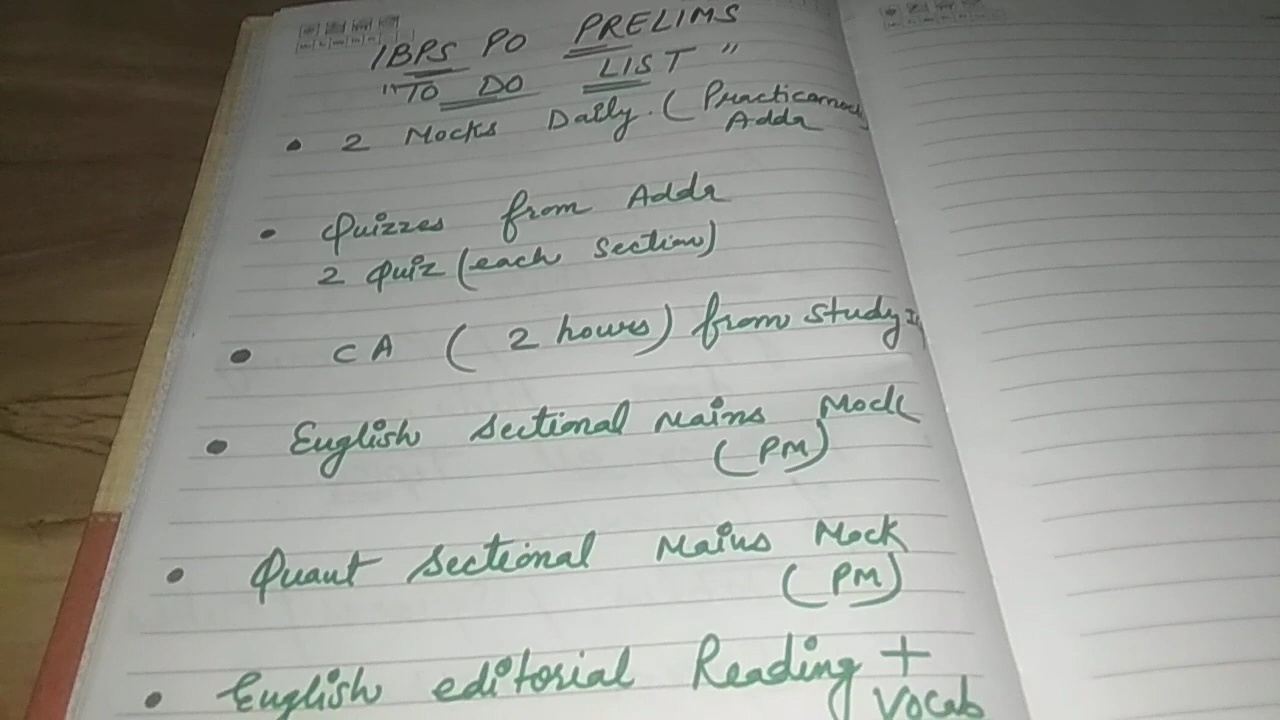 IBPS PO PRELIMS
"TO DO LIST"
• 2 Mocks Daily. (Practicemock
Adda
• Quizzes from Adda
2 Quiz (each section)
• CA (2 hours) from Study
• English sectional Mains Mock
(PM)
• Quant sectional Mains Mock
(PM)
• English editorial Reading +
Vocab